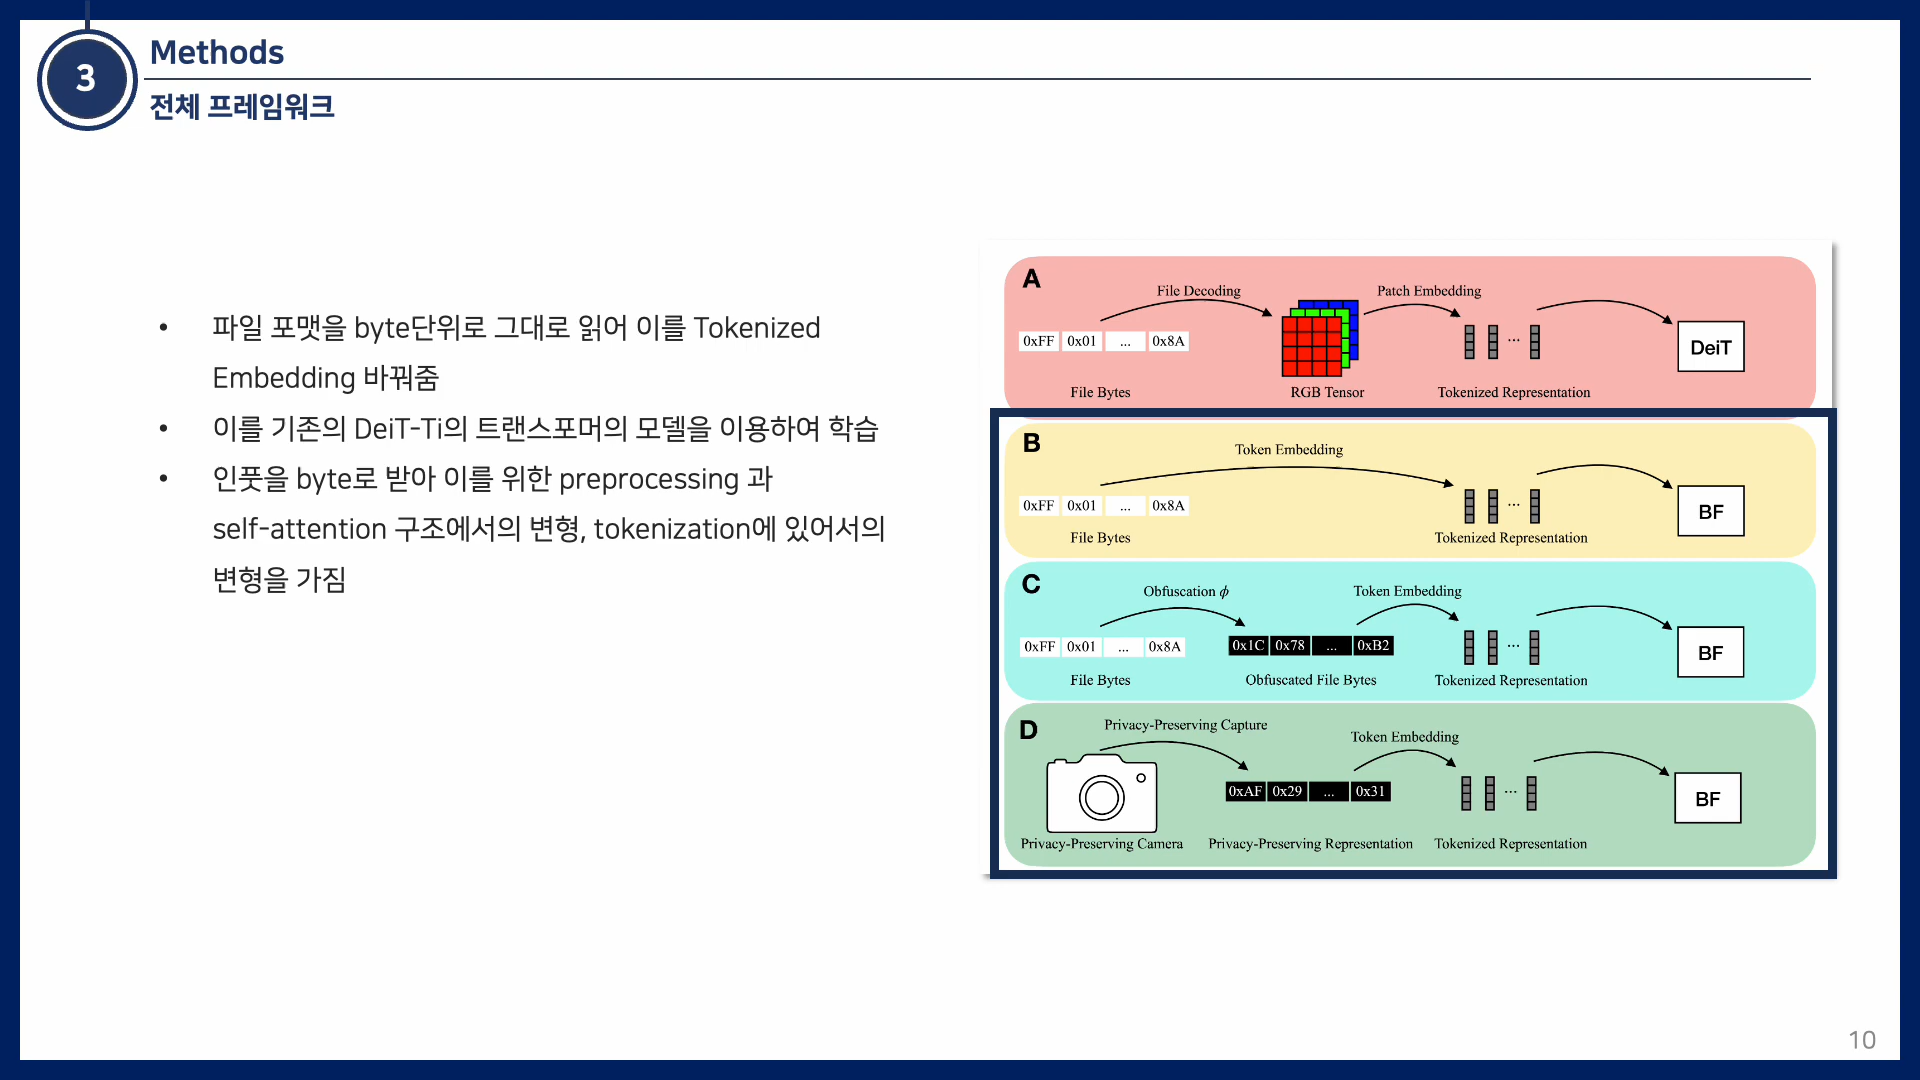 3
Methods
전체 프레임워크
• 파일 포맷을 byte단위로 그대로 읽어 이를 Tokenized
Embedding 바꿔줌
• 이를 기존의 DeiT-Ti의 트랜스포머의 모델을 이용하여 학습
• 인풋을 byte로 받아 이를 위한 preprocessing 과
self-attention 구조에서의 변형, tokenization에 있어서의
변형을 가짐
A
File Decoding
Patch Embedding
0xFF 0x01 ... 0x8A
...
DeiT
File Bytes
RGB Tensor
Tokenized Representation
B
Token Embedding
0xFF 0x01 ... 0x8A
...
BF
File Bytes
Tokenized Representation
C
Obfuscation ϕ
Token Embedding
0xFF 0x01 ... 0x8A
0x1C 0x78 ... 0xB2
...
BF
File Bytes
Obfuscated File Bytes
Tokenized Representation
D
Privacy-Preserving Capture
Token Embedding
0xAF 0x29 ... 0x31
...
BF
Privacy-Preserving Camera
Privacy-Preserving Representation
Tokenized Representation
10